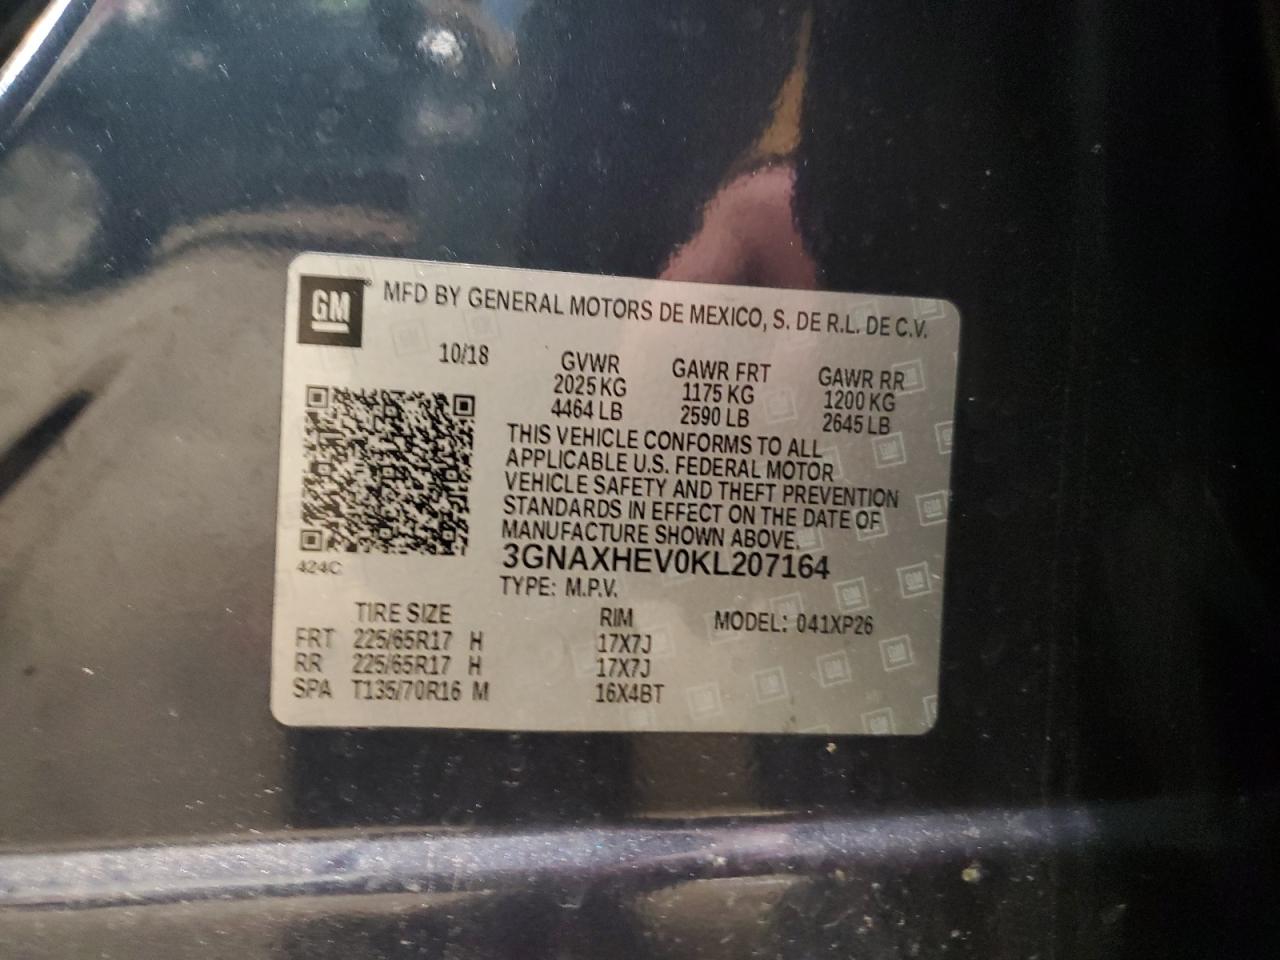 GM
MFD BY GENERAL MOTORS DE MEXICO, S. DE R.L. DE C.V.
10/18
GVWR GAWR FRT GAWR RR
2025 KG 1175 KG 1200 KG
4464 LB 2590 LB 2645 LB
THIS VEHICLE CONFORMS TO ALL
APPLICABLE U.S. FEDERAL MOTOR
VEHICLE SAFETY AND THEFT PREVENTION
STANDARDS IN EFFECT ON THE DATE OF
MANUFACTURE SHOWN ABOVE.
3GNAXHEV0KL207164
424C
TYPE: M.P.V.
TIRE SIZE RIM MODEL: 041XP26
FRT 225/65R17 H 17X7J
RR 225/65R17 H 17X7J
SPA T135/70R16 M 16X4BT